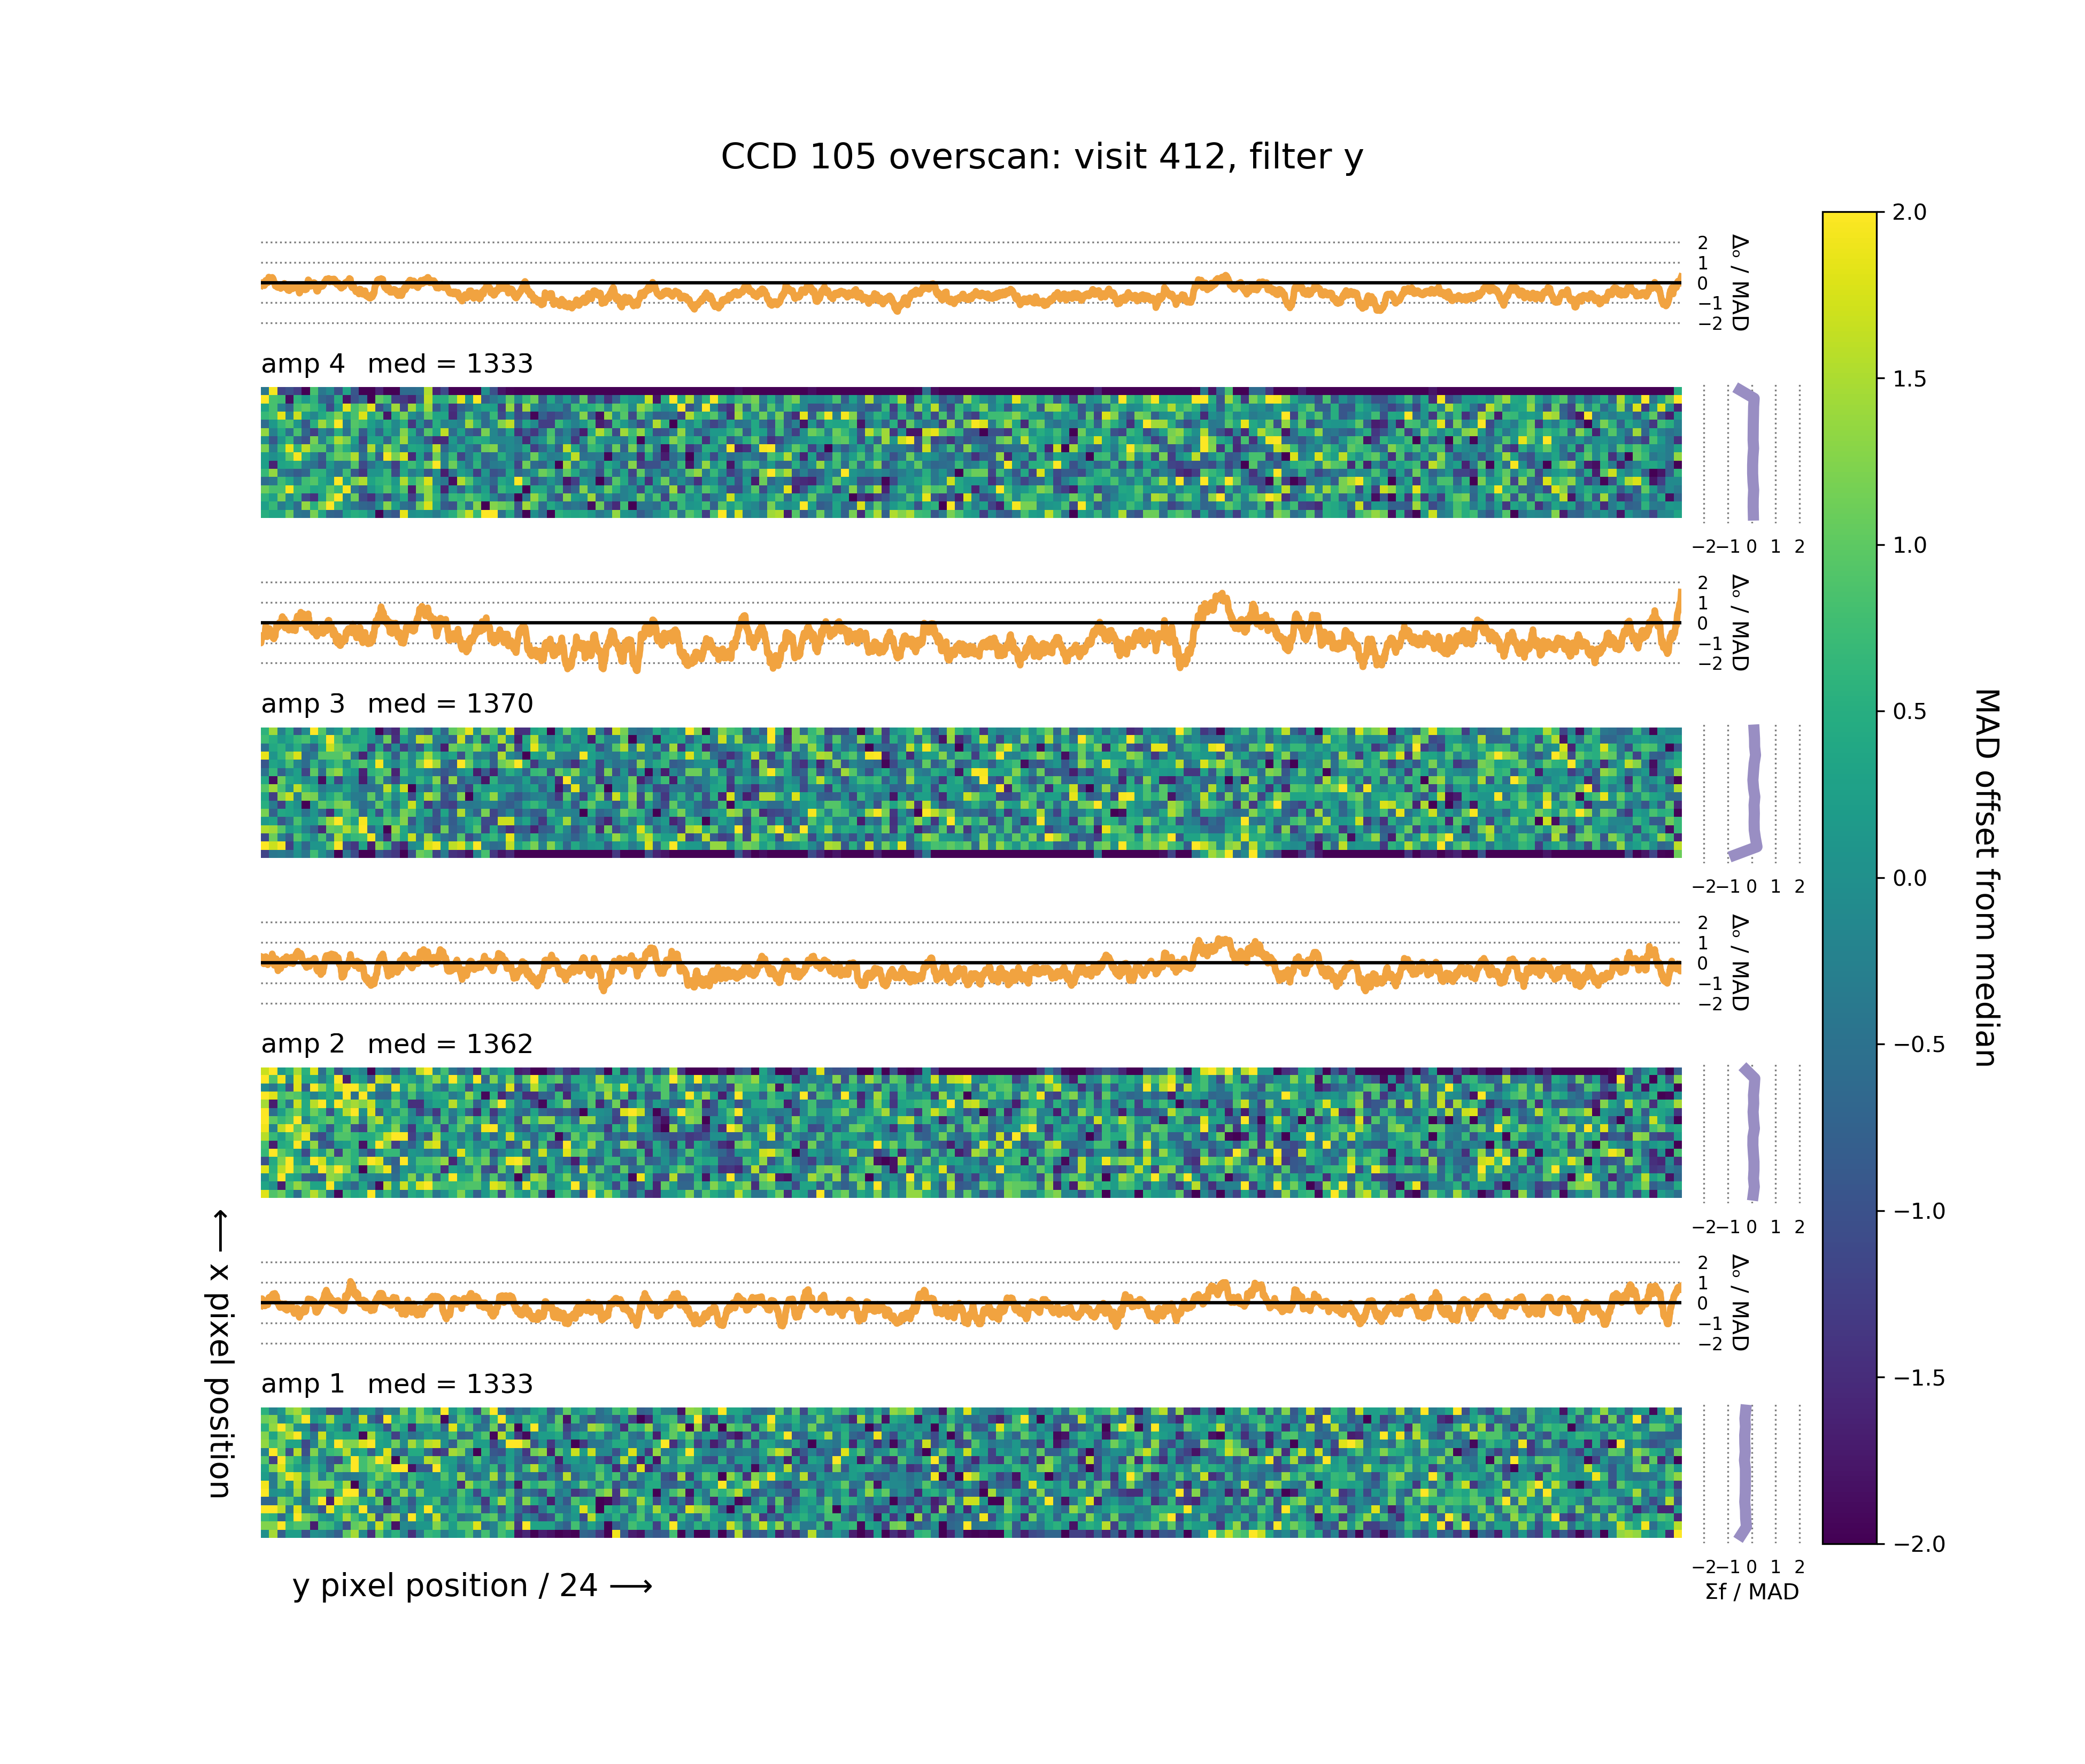 CCD 105 overscan: visit 412, filter y
2
1
0
−1
−2
Δₒ / MAD
amp 4 med = 1333
−2 −1 0 1 2
2
1
0
−1
−2
Δₒ / MAD
amp 3 med = 1370
−2 −1 0 1 2
2
1
0
−1
−2
Δₒ / MAD
amp 2 med = 1362
−2 −1 0 1 2
2
1
0
−1
−2
Δₒ / MAD
amp 1 med = 1333
−2 −1 0 1 2
Σf / MAD
y pixel position / 24 ⟶
⟵ x pixel position
2.0
1.5
1.0
0.5
0.0
−0.5
−1.0
−1.5
−2.0
MAD offset from median